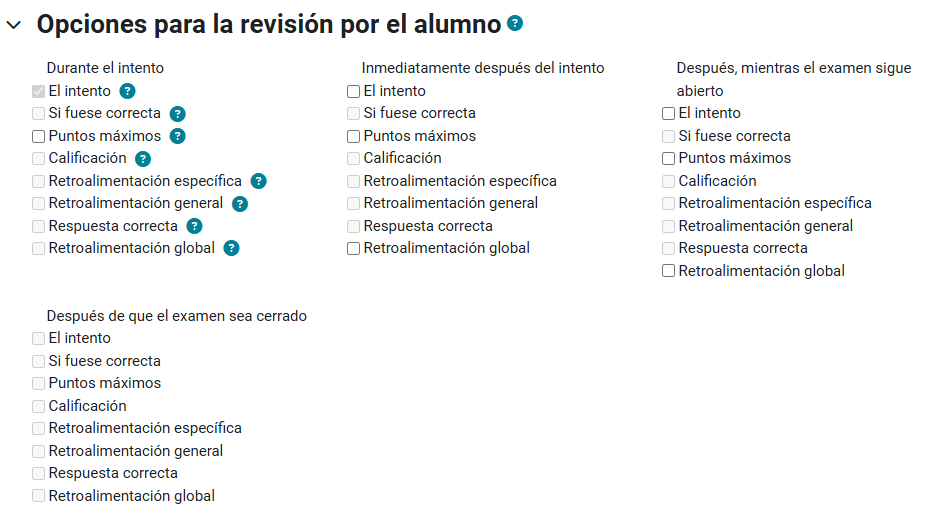 Opciones para la revisión por el alumno ?
Durante el intento
El intento ?
Si fuese correcta ?
Puntos máximos ?
Calificación ?
Retroalimentación específica ?
Retroalimentación general ?
Respuesta correcta ?
Retroalimentación global ?
Inmediatamente después del intento
El intento
Si fuese correcta
Puntos máximos
Calificación
Retroalimentación específica
Retroalimentación general
Respuesta correcta
Retroalimentación global
Después, mientras el examen sigue
abierto
El intento
Si fuese correcta
Puntos máximos
Calificación
Retroalimentación específica
Retroalimentación general
Respuesta correcta
Retroalimentación global
Después de que el examen sea cerrado
El intento
Si fuese correcta
Puntos máximos
Calificación
Retroalimentación específica
Retroalimentación general
Respuesta correcta
Retroalimentación global